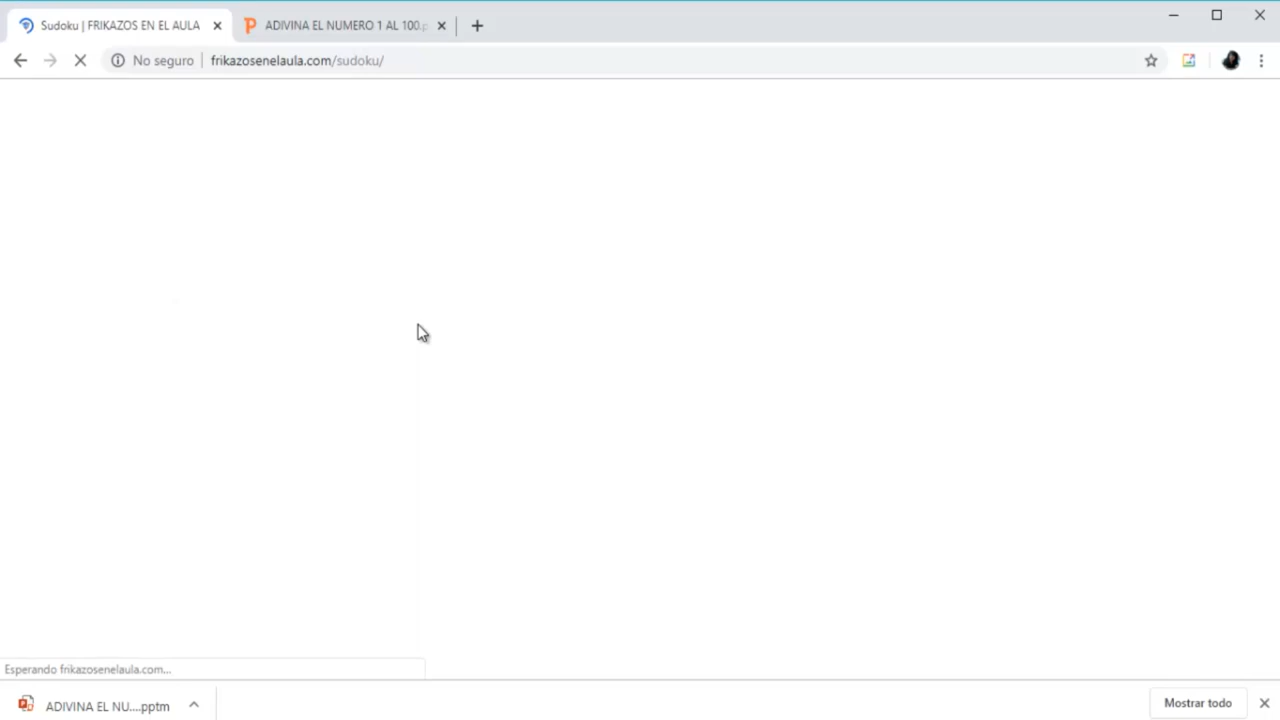 Sudoku | FRIKAZOS EN EL AULA
ADIVINA EL NUMERO 1 AL 100.p
No seguro
frikazosenelaula.com/sudoku/
Esperando frikazosenelaula.com...
ADIVINA EL NU....pptm
Mostrar todo